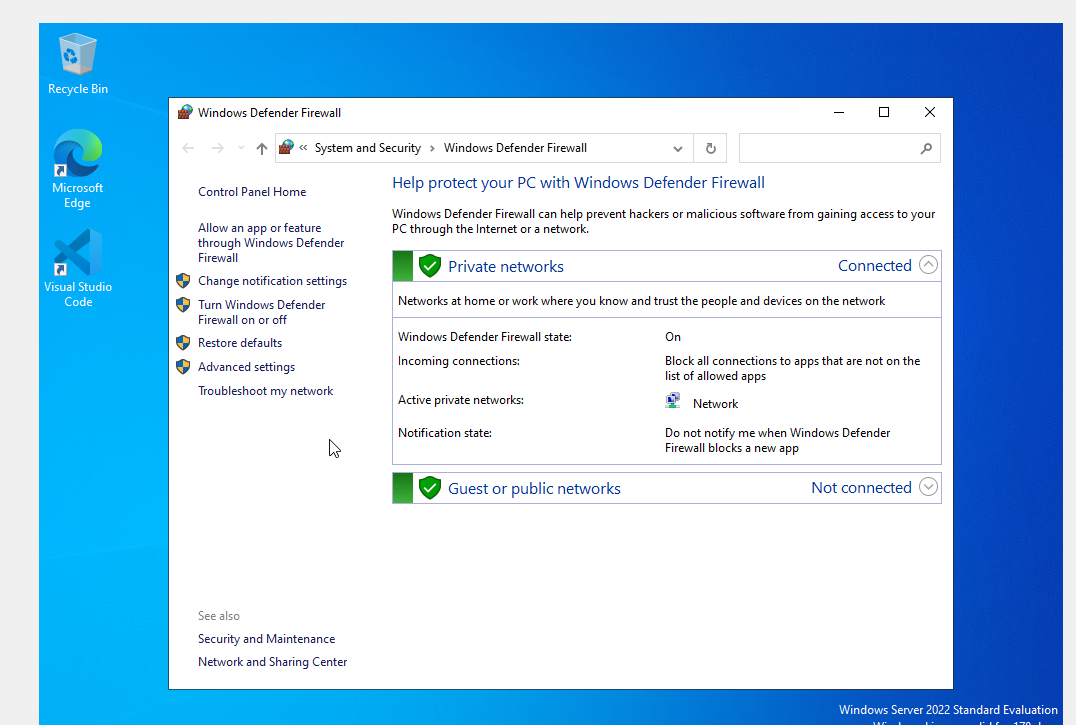 Recycle Bin
Microsoft
Edge
Visual Studio
Code
Windows Defender Firewall
« System and Security › Windows Defender Firewall
Control Panel Home
Allow an app or feature
through Windows Defender
Firewall
Change notification settings
Turn Windows Defender
Firewall on or off
Restore defaults
Advanced settings
Troubleshoot my network
Help protect your PC with Windows Defender Firewall
Windows Defender Firewall can help prevent hackers or malicious software from gaining access to your
PC through the Internet or a network.
Private networks Connected
Networks at home or work where you know and trust the people and devices on the network
Windows Defender Firewall state: On
Incoming connections: Block all connections to apps that are not on the
list of allowed apps
Active private networks: Network
Notification state: Do not notify me when Windows Defender
Firewall blocks a new app
Guest or public networks Not connected
See also
Security and Maintenance
Network and Sharing Center
Windows Server 2022 Standard Evaluation